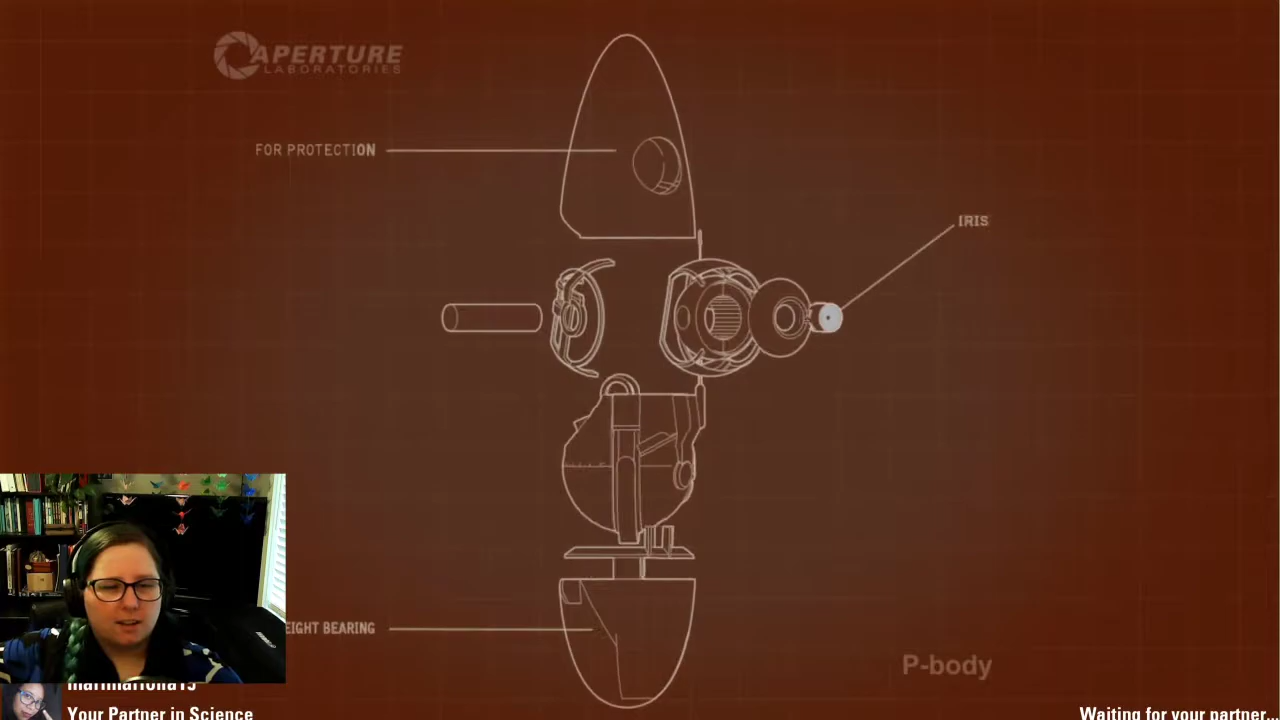 APERTURE
LABORATORIES
FOR PROTECTION
IRIS
EIGHT BEARING
P-body
Your Partner in Science
Waiting for your partner